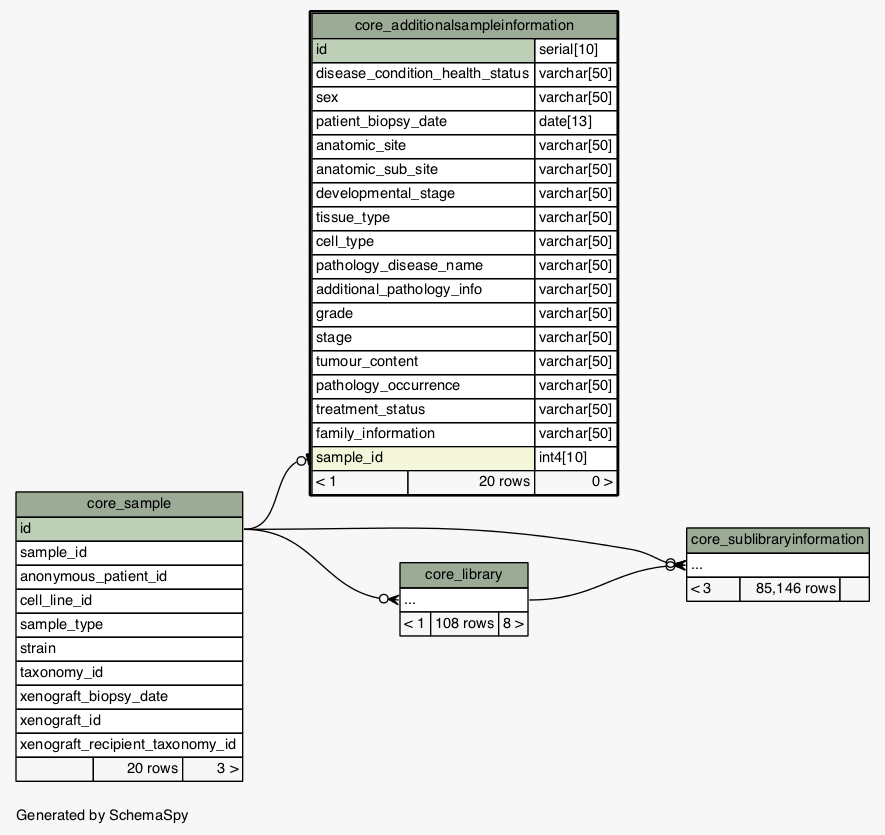 core_additionalsampleinformation
id serial[10]
disease_condition_health_status varchar[50]
sex varchar[50]
patient_biopsy_date date[13]
anatomic_site varchar[50]
anatomic_sub_site varchar[50]
developmental_stage varchar[50]
tissue_type varchar[50]
cell_type varchar[50]
pathology_disease_name varchar[50]
additional_pathology_info varchar[50]
grade varchar[50]
stage varchar[50]
tumour_content varchar[50]
pathology_occurrence varchar[50]
treatment_status varchar[50]
family_information varchar[50]
sample_id int4[10]
< 1 20 rows 0 >
core_sample
id
sample_id
anonymous_patient_id
cell_line_id
sample_type
strain
taxonomy_id
xenograft_biopsy_date
xenograft_id
xenograft_recipient_taxonomy_id
20 rows 3 >
core_library
...
< 1 108 rows 8 >
core_sublibraryinformation
...
< 3 85,146 rows
Generated by SchemaSpy